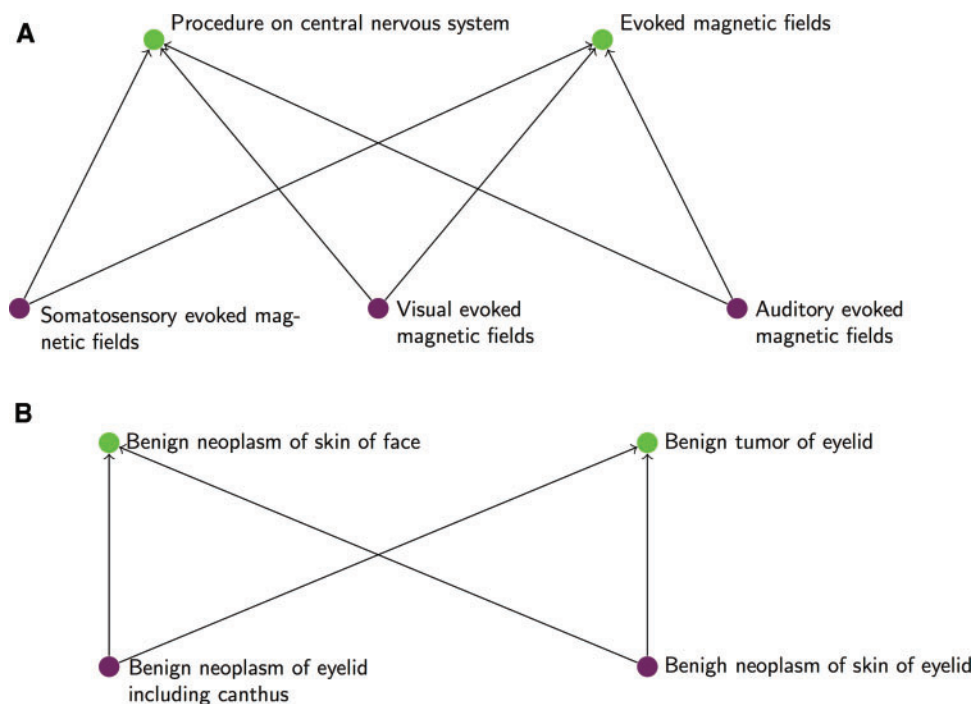 A
Procedure on central nervous system
Evoked magnetic fields
Somatosensory evoked mag-
netic fields
Visual evoked
magnetic fields
Auditory evoked
magnetic fields
B
Benign neoplasm of skin of face
Benign tumor of eyelid
Benign neoplasm of eyelid
including canthus
Benigh neoplasm of skin of eyelid